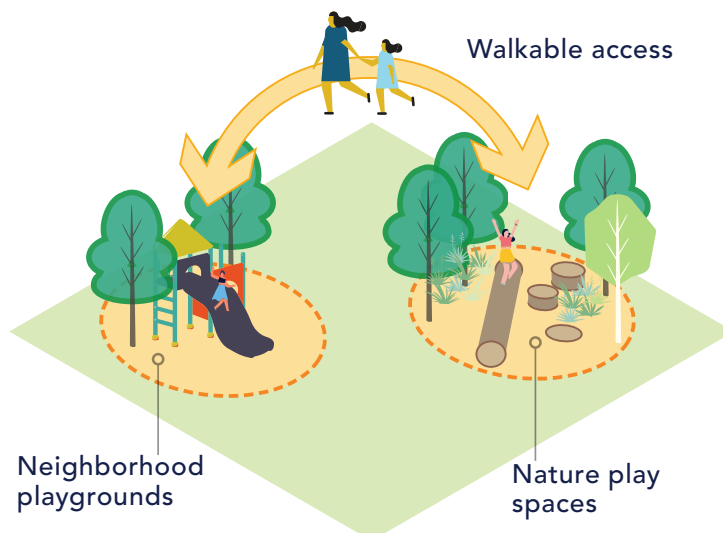 Walkable access
Neighborhood
playgrounds
Nature play
spaces